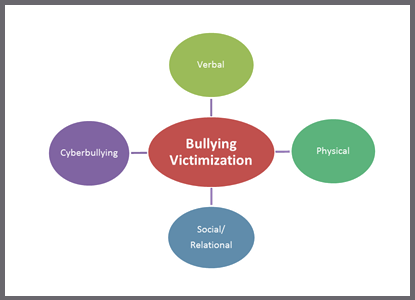 Verbal
Cyberbullying
Bullying
Victimization
Physical
Social/
Relational